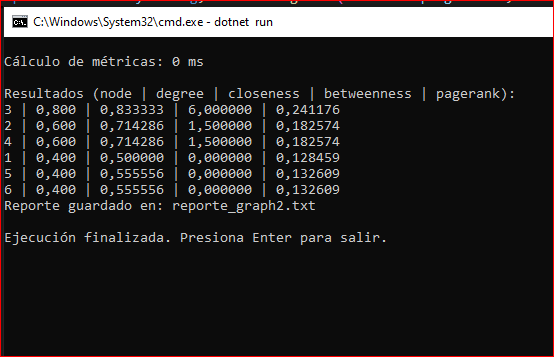 C:\Windows\System32\cmd.exe - dotnet run
Cálculo de métricas: 0 ms
Resultados (node | degree | closeness | betweenness | pagerank):
3 | 0,800 | 0,833333 | 6,000000 | 0,241176
2 | 0,600 | 0,714286 | 1,500000 | 0,182574
4 | 0,600 | 0,714286 | 1,500000 | 0,182574
1 | 0,400 | 0,500000 | 0,000000 | 0,128459
5 | 0,400 | 0,555556 | 0,000000 | 0,132609
6 | 0,400 | 0,555556 | 0,000000 | 0,132609
Reporte guardado en: reporte_graph2.txt
Ejecución finalizada. Presiona Enter para salir.